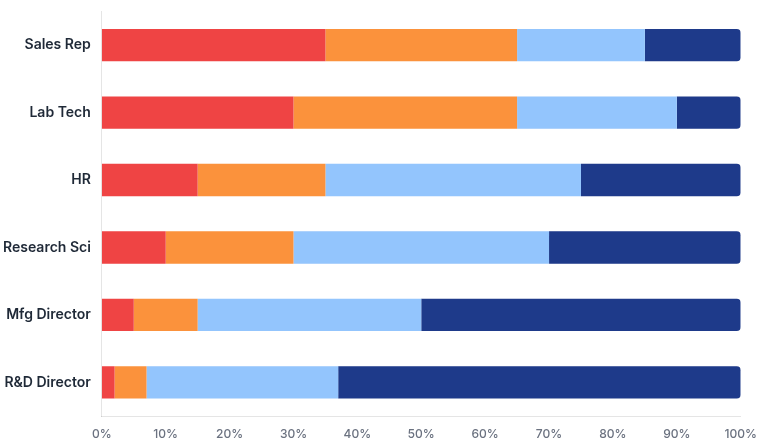 Sales Rep
Lab Tech
HR
Research Sci
Mfg Director
R&D Director
0% 10% 20% 30% 40% 50% 60% 70% 80% 90% 100%